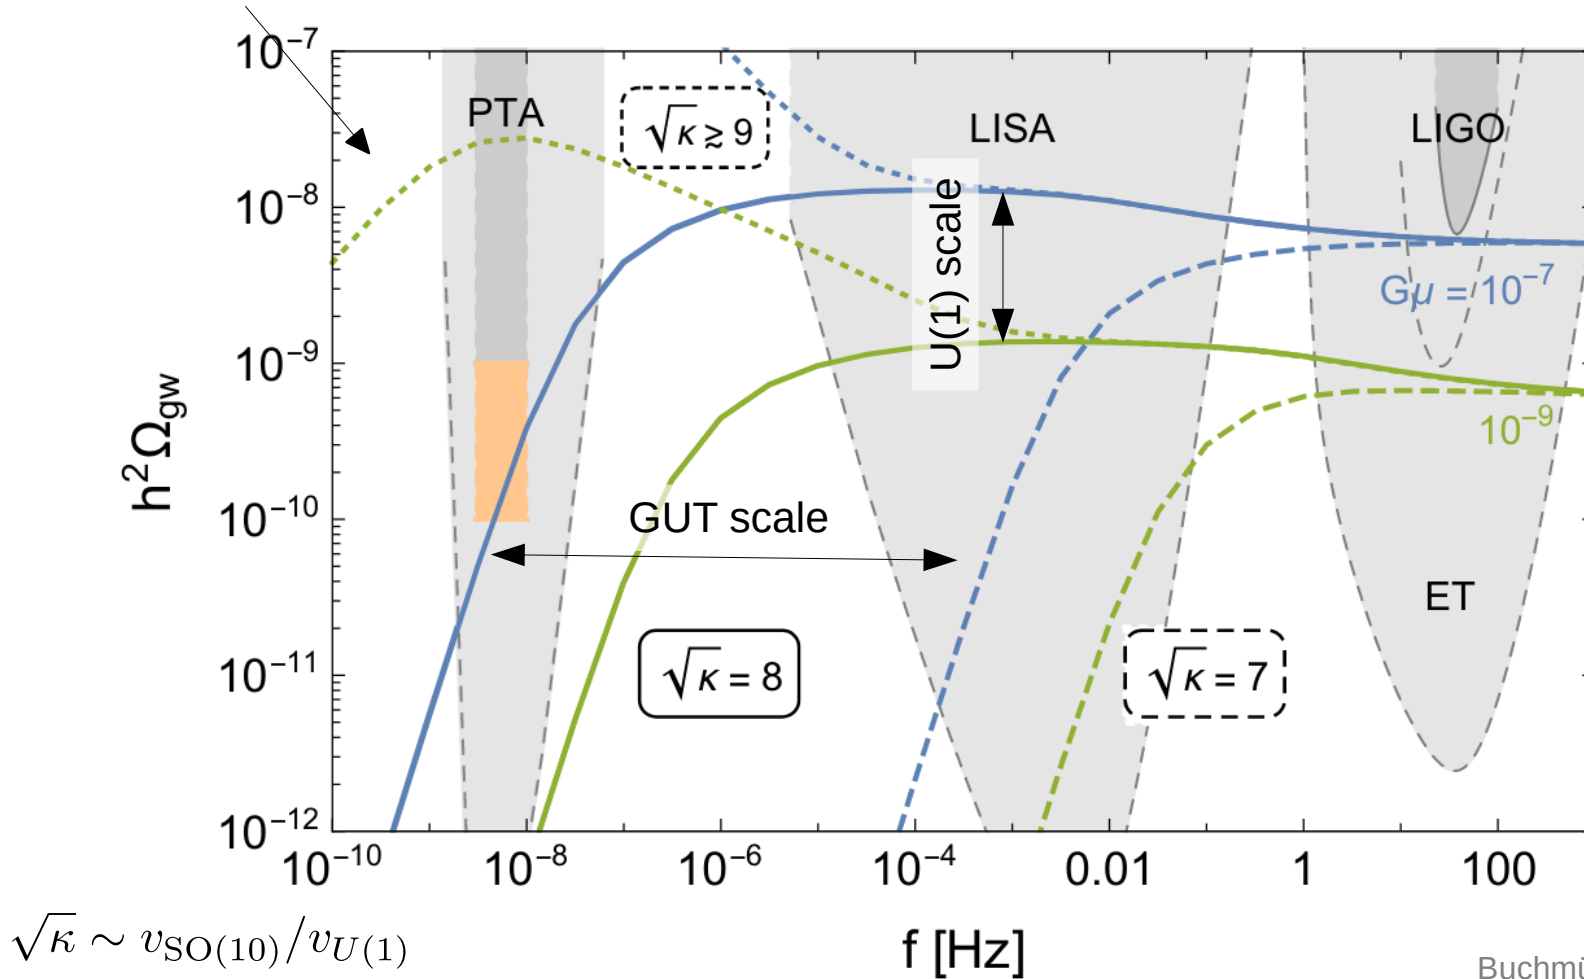 10⁻⁷
10⁻⁸
10⁻⁹
10⁻¹⁰
10⁻¹¹
10⁻¹²
h² Ω_gw
PTA
√κ ≳ 9
LISA
LIGO
U(1) scale
Gμ = 10⁻⁷
10⁻⁹
GUT scale
ET
√κ = 8
√κ = 7
10⁻¹⁰ 10⁻⁸ 10⁻⁶ 10⁻⁴ 0.01 1 100
f [Hz]
√κ ~ v_SO(10)/v_U(1)